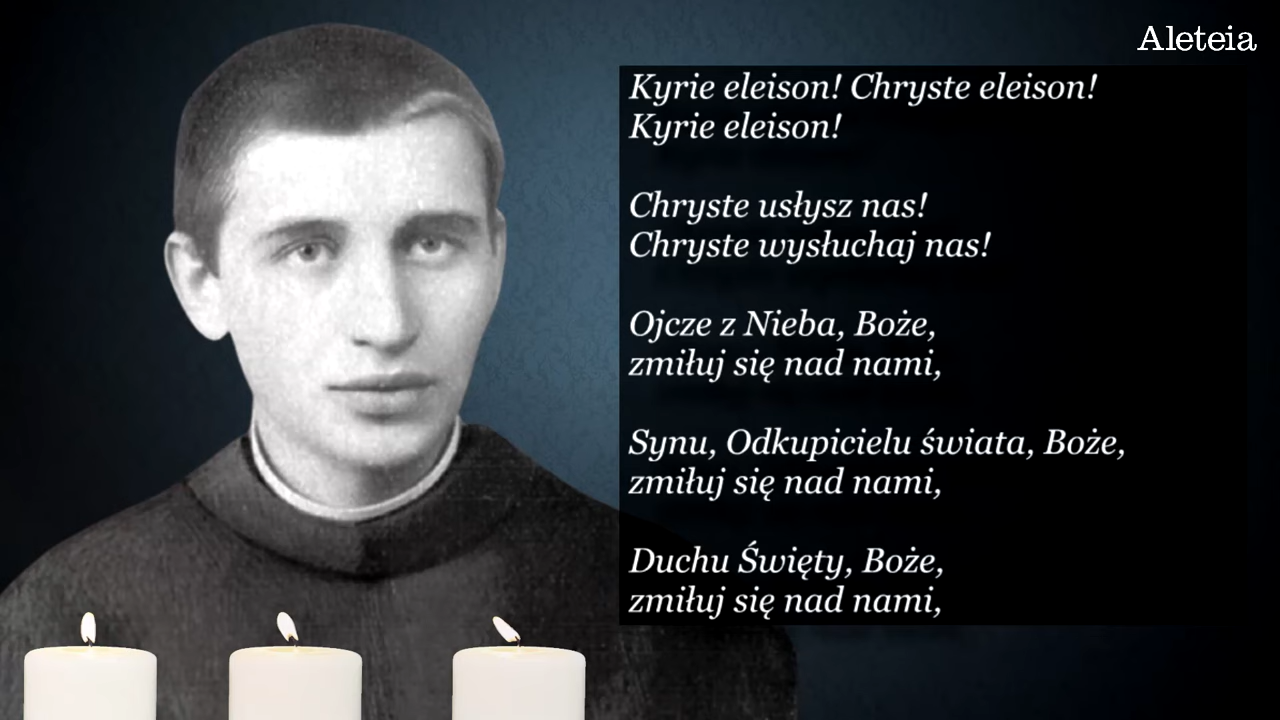 Aleteia
Kyrie eleison! Chryste eleison!
Kyrie eleison!
Chryste usłysz nas!
Chryste wysłuchaj nas!
Ojcze z Nieba, Boże,
zmiłuj się nad nami,
Synu, Odkupicielu świata, Boże,
zmiłuj się nad nami,
Duchu Święty, Boże,
zmiłuj się nad nami,